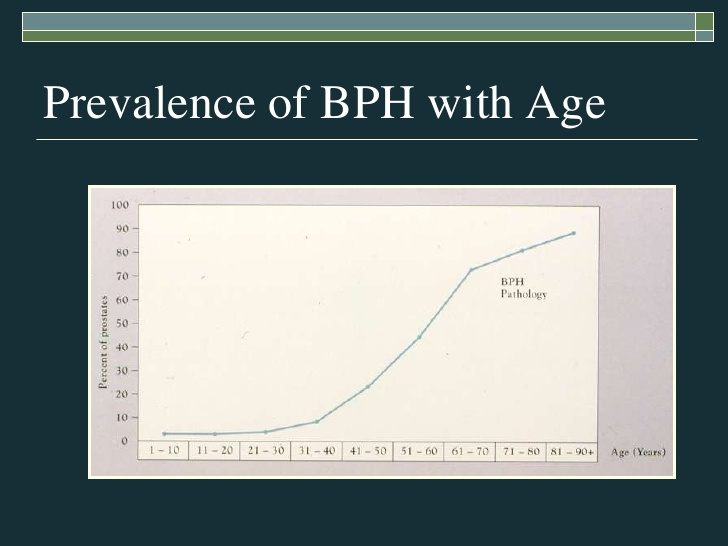 Prevalence of BPH with Age
100
90
80
70
60
50
40
30
20
10
0
Percent of prostates
BPH
Pathology
1 – 10 11 – 20 21 – 30 31 – 40 41 – 50 51 – 60 61 – 70 71 – 80 81 – 90+ Age (Years)